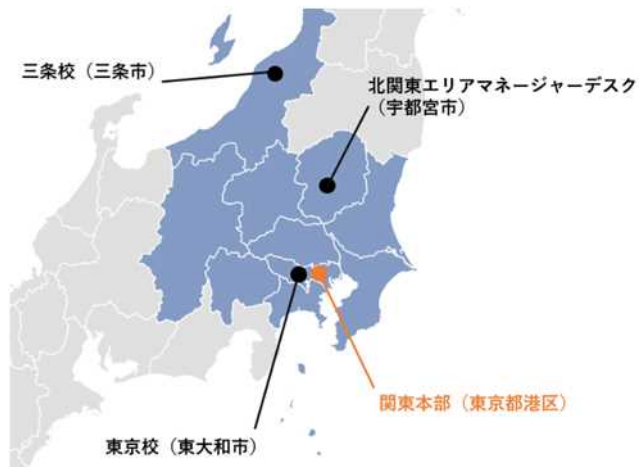 三条校（三条市）
北関東エリアマネージャーデスク
（宇都宮市）
関東本部（東京都港区）
東京校（東大和市）